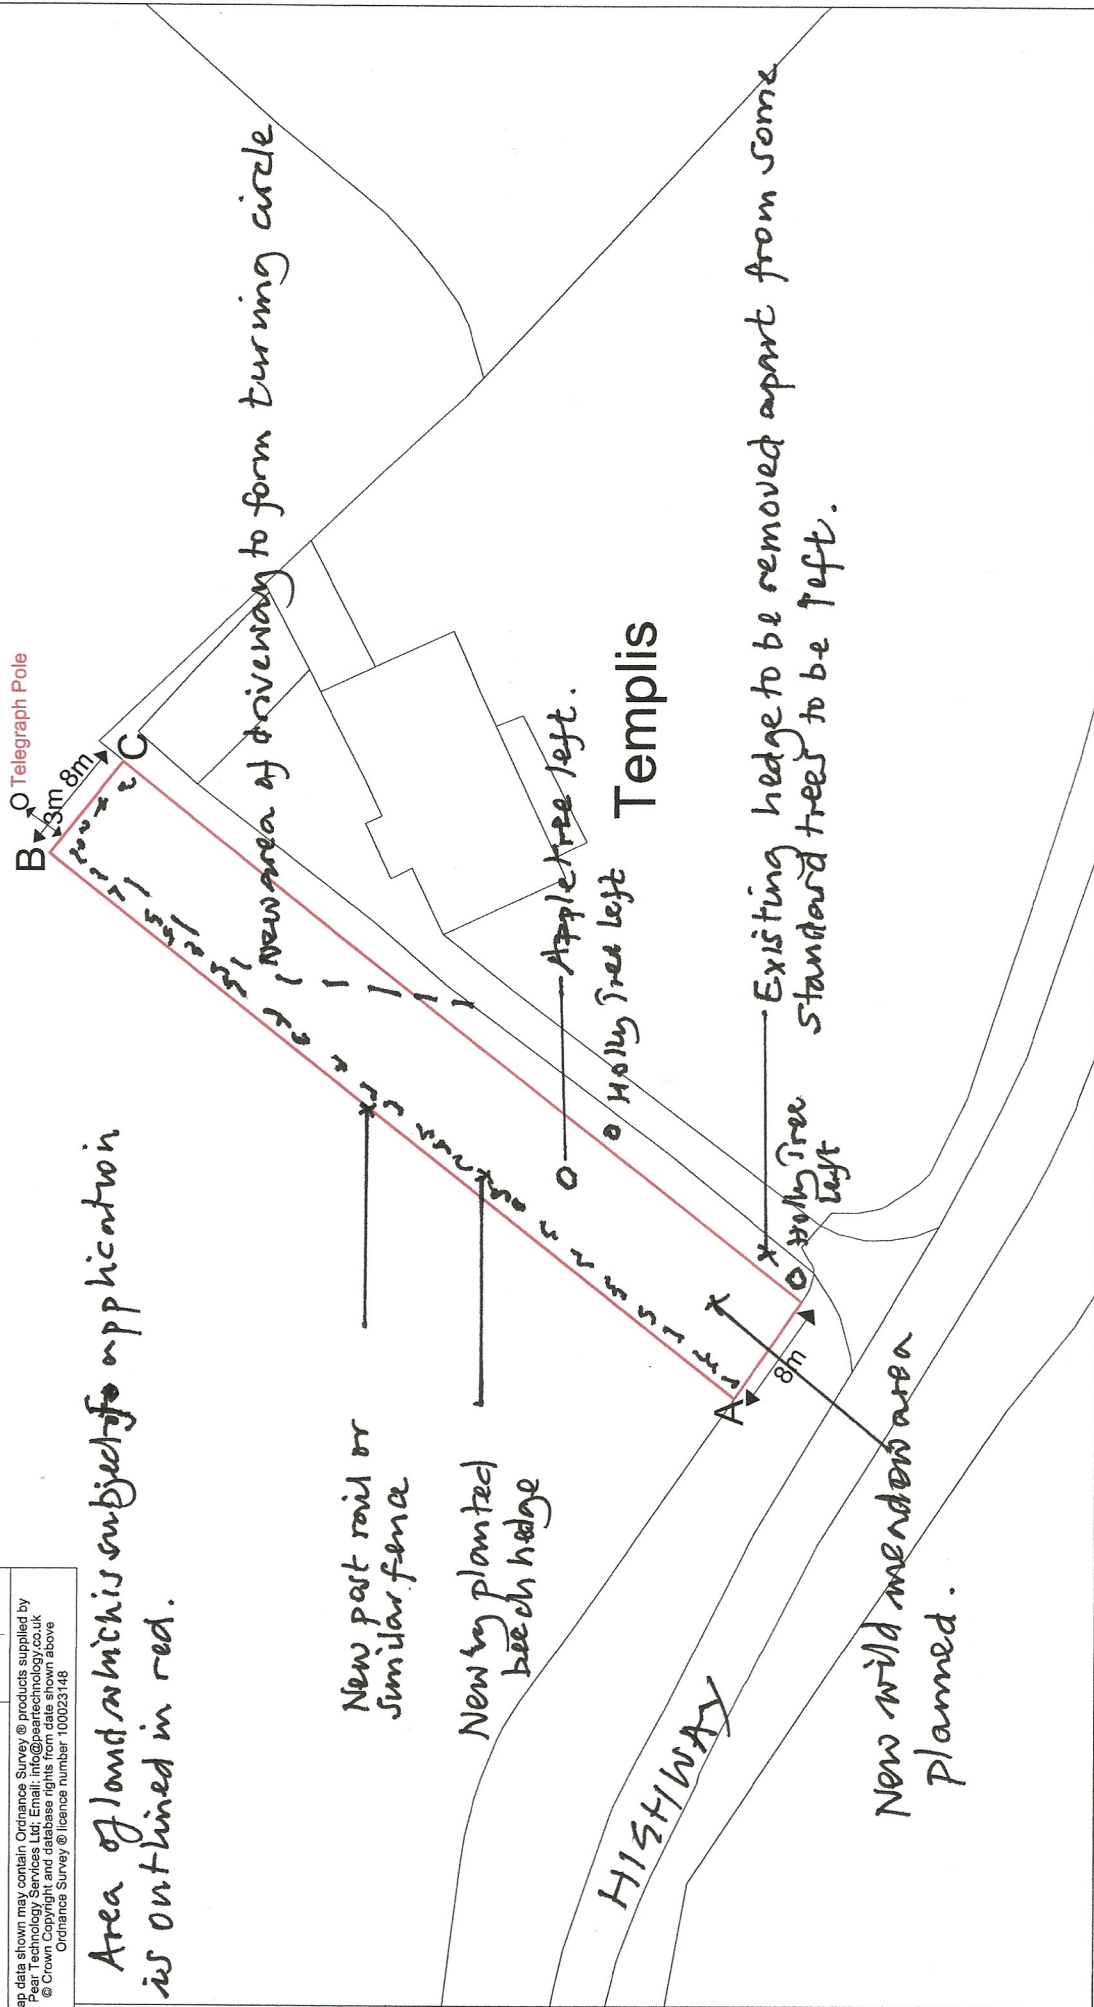 ap data shown may contain Ordnance Survey ® products supplied by
Pear Technology Services Ltd; Email: info@peartechnology.co.uk
© Crown Copyright and database rights from date shown above
Ordnance Survey ® licence number 100023148
Area of land which is subject of application
is outlined in red.
New post rail or
similar fence
Newly planted
beech hedge
HIGHWAY
New wild meadow area
planned.
A
8m
B
3m
8m
C
O Telegraph Pole
New area of driveway to form turning circle
Apple tree left.
Holly Tree Left
Templis
Holly Tree
Left
Existing hedge to be removed apart from some
standard trees to be left.